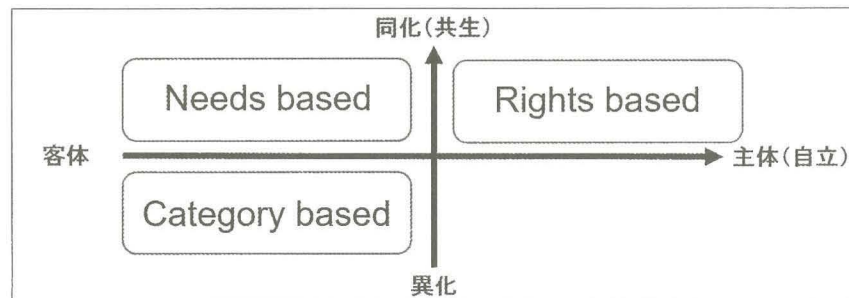 同化(共生)
Needs based
Rights based
客体
主体(自立)
Category based
異化